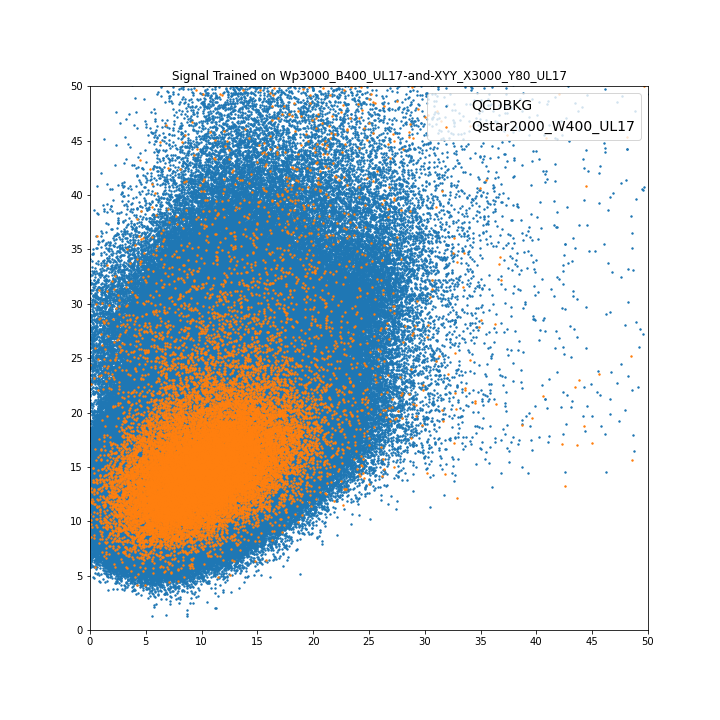 Signal Trained on Wp3000_B400_UL17-and-XYY_X3000_Y80_UL17
QCDBKG
Qstar2000_W400_UL17
50
45
40
35
30
25
20
15
10
5
0
0 5 10 15 20 25 30 35 40 45 50